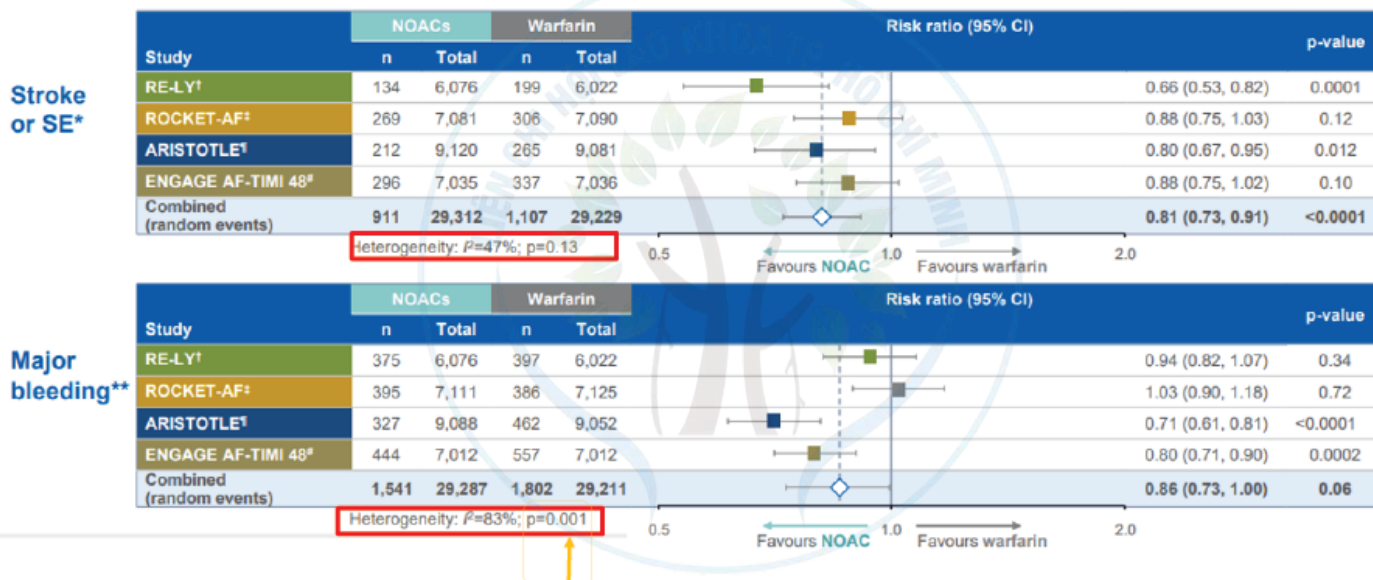 NOACs Warfarin Risk ratio (95% CI) p-value
Study n Total n Total
Stroke or SE*
RE-LY† 134 6,076 199 6,022 0.66 (0.53, 0.82) 0.0001
ROCKET-AF‡ 269 7,081 306 7,090 0.88 (0.75, 1.03) 0.12
ARISTOTLE¶ 212 9,120 265 9,081 0.80 (0.67, 0.95) 0.012
ENGAGE AF-TIMI 48# 296 7,035 337 7,036 0.88 (0.75, 1.02) 0.10
Combined (random events) 911 29,312 1,107 29,229 0.81 (0.73, 0.91) <0.0001
Heterogeneity: I²=47%; p=0.13
0.5 1.0 2.0
Favours NOAC Favours warfarin
NOACs Warfarin Risk ratio (95% CI) p-value
Study n Total n Total
Major bleeding**
RE-LY† 375 6,076 397 6,022 0.94 (0.82, 1.07) 0.34
ROCKET-AF‡ 395 7,111 386 7,125 1.03 (0.90, 1.18) 0.72
ARISTOTLE¶ 327 9,088 462 9,052 0.71 (0.61, 0.81) <0.0001
ENGAGE AF-TIMI 48# 444 7,012 557 7,012 0.80 (0.71, 0.90) 0.0002
Combined (random events) 1,541 29,287 1,802 29,211 0.86 (0.73, 1.00) 0.06
Heterogeneity: I²=83%; p=0.001
0.5 1.0 2.0
Favours NOAC Favours warfarin
HỒ CHÍ MINH